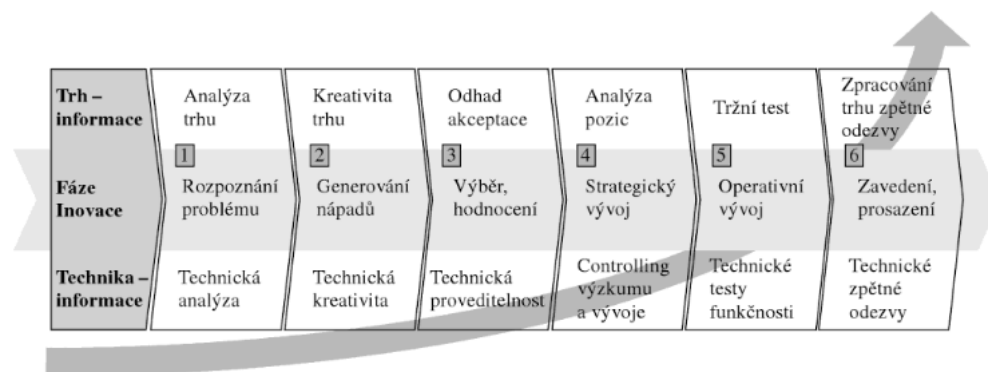 Trh –
informace
Analýza
trhu
Kreativita
trhu
Odhad
akceptace
Analýza
pozic
Tržní test
Zpracování
trhu zpětné
odezvy
1
2
3
4
5
6
Fáze
Inovace
Rozpoznání
problému
Generování
nápadů
Výběr,
hodnocení
Strategický
vývoj
Operativní
vývoj
Zavedení,
prosazení
Technika –
informace
Technická
analýza
Technická
kreativita
Technická
proveditelnost
Controlling
výzkumu
a vývoje
Technické
testy
funkčnosti
Technické
zpětné
odezvy